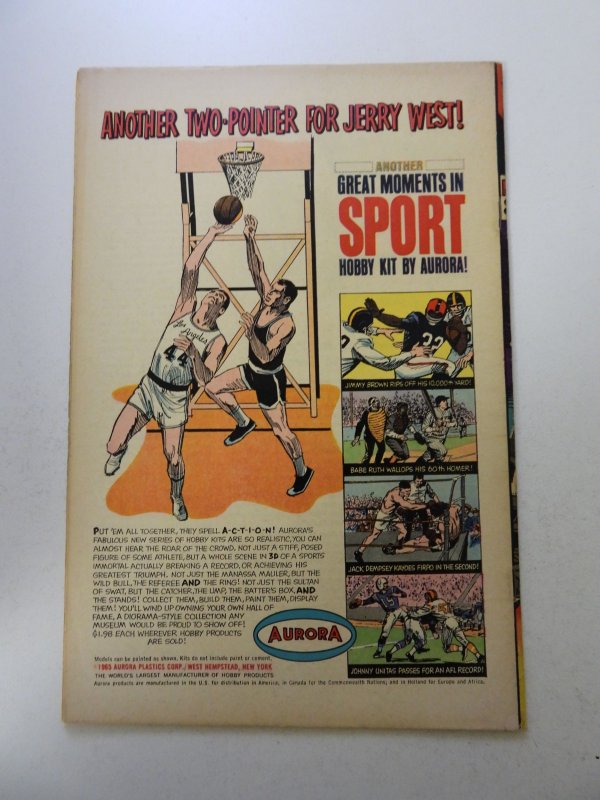 ANOTHER TWO-POINTER FOR JERRY WEST!
ANOTHER
GREAT MOMENTS IN
SPORT
HOBBY KIT BY AURORA!
Los Angeles
44
32
JIMMY BROWN RIPS OFF HIS 10,000th YARD!
BABE RUTH WALLOPS HIS 60th HOMER!
JACK DEMPSEY KAYOES FIRPO IN THE SECOND!
JOHNNY UNITAS PASSES FOR AN AFL RECORD!
PUT 'EM ALL TOGETHER, THEY SPELL A-C-T-I-O-N! AURORA'S
FABULOUS NEW SERIES OF HOBBY KITS ARE SO REALISTIC, YOU CAN
ALMOST HEAR THE ROAR OF THE CROWD. NOT JUST A STIFF, POSED
FIGURE OF SOME ATHLETE, BUT A WHOLE SCENE IN 3D OF A SPORTS
IMMORTAL ACTUALLY BREAKING A RECORD, OR ACHIEVING HIS
GREATEST TRIUMPH. NOT JUST THE MANASSA MAULER, BUT THE
WILD BULL, THE REFEREE AND THE RING! NOT JUST THE SULTAN
OF SWAT, BUT THE CATCHER, THE UMP, THE BATTER'S BOX, AND
THE STANDS! COLLECT THEM, BUILD THEM, PAINT THEM, DISPLAY
THEM! YOU'LL WIND UP OWNING YOUR OWN HALL OF
FAME, A DIORAMA-STYLE COLLECTION ANY
MUSEUM WOULD BE PROUD TO SHOW OFF!
$1.98 EACH WHEREVER HOBBY PRODUCTS
ARE SOLD!
AURORA
Models can be painted as shown. Kits do not include paint or cement.
©1965 AURORA PLASTICS CORP./WEST HEMPSTEAD, NEW YORK
THE WORLD'S LARGEST MANUFACTURER OF HOBBY PRODUCTS
Aurora products are manufactured in the U.S. for distribution in America, in Canada for the Commonwealth Nations; and in Holland for Europe and Africa.